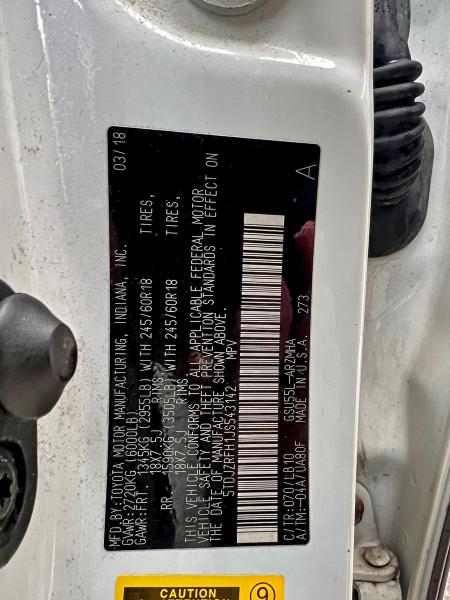 MFD.BY:TOYOTA MOTOR MANUFACTURING, INDIANA, INC. 03/18
GVWR:2720KG (6000LB)
GAWR:FRT. 1345KG (2955LB) WITH 245/60R18 TIRES,
18X7.5J RIMS
RR. 1590KG (3505LB) WITH 245/60R18 TIRES,
18X7.5J RIMS
THIS VEHICLE CONFORMS TO ALL APPLICABLE FEDERAL MOTOR
VEHICLE SAFETY AND THEFT PREVENTION STANDARDS IN EFFECT ON
THE DATE OF MANUFACTURE SHOWN ABOVE.
5TDJZRFH1JS543142 MPV
C/TR:070/LB10 GSU55L-ARZMHA A
A/TM:-04A/UA80F MADE IN U.S.A. 273
CAUTION
9